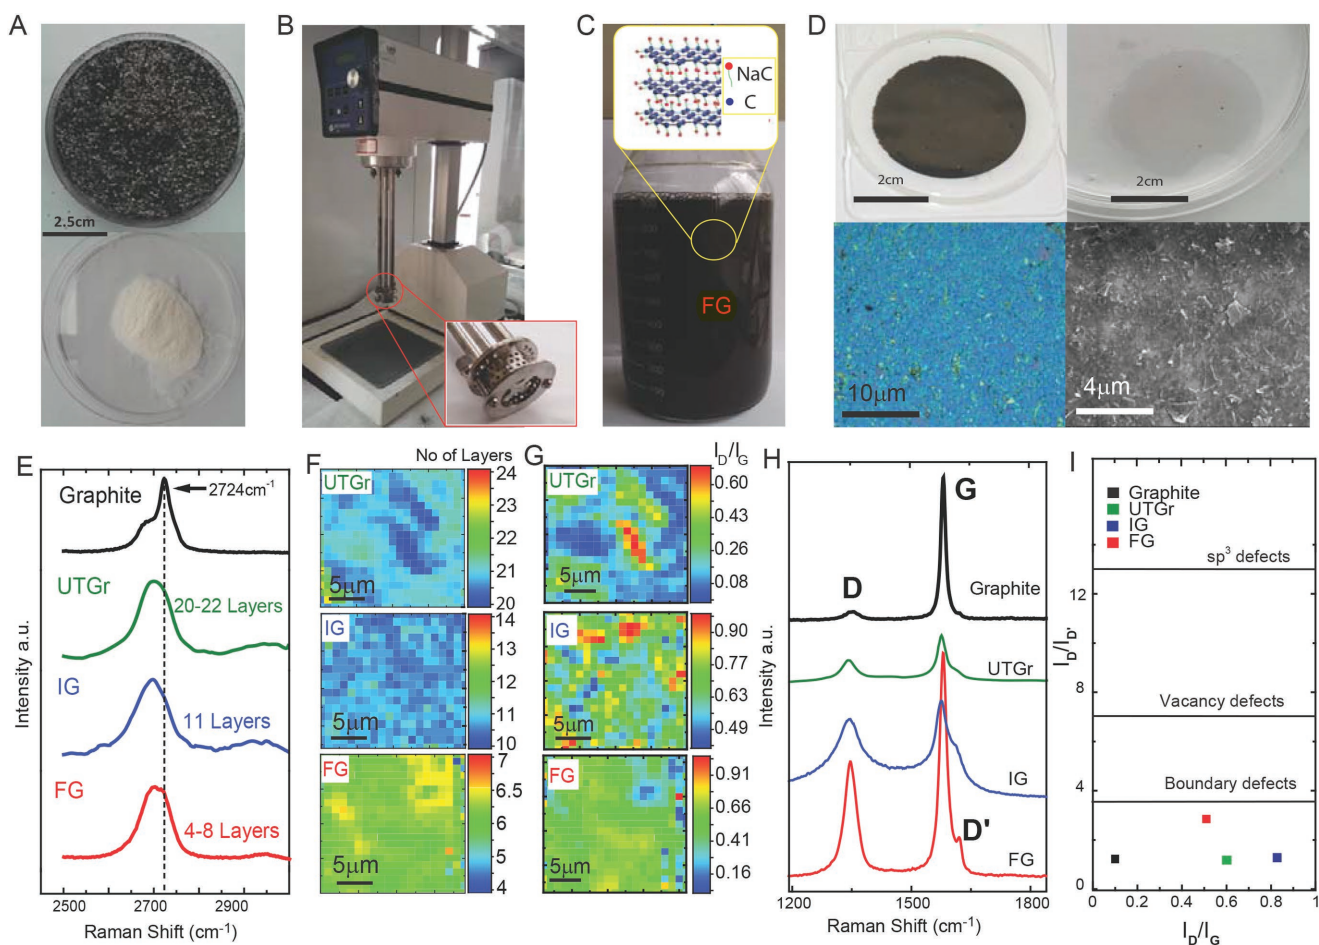 A
2.5cm
B
C
NaC
C
FG
D
2cm
2cm
10μm
4μm
E
Graphite
2724cm⁻¹
UTGr
20-22 Layers
IG
11 Layers
FG
4-8 Layers
Intensity a.u.
2500
2700
2900
Raman Shift (cm⁻¹)
F
No of Layers
UTGr
5μm
24
23
22
21
20
IG
5μm
14
13
12
11
10
FG
5μm
7
6.5
6
5
4
G
I_D/I_G
UTGr
5μm
0.60
0.43
0.26
0.08
IG
5μm
0.90
0.77
0.63
0.49
FG
5μm
0.91
0.66
0.41
0.16
H
G
D
Graphite
UTGr
IG
D'
FG
Intensity a.u.
1200
1500
1800
Raman Shift (cm⁻¹)
I
Graphite
UTGr
IG
FG
sp³ defects
Vacancy defects
Boundary defects
I_D/I_D'
12
8
4
0
0
0.2
0.4
0.6
0.8
1
I_D/I_G